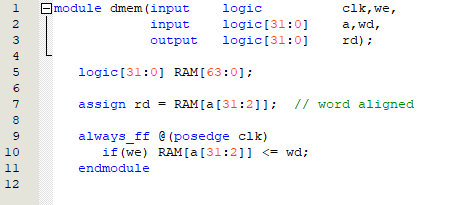 1 module dmem(input logic clk,we,
2 input logic[31:0] a,wd,
3 output logic[31:0] rd);
4
5 logic[31:0] RAM[63:0];
6
7 assign rd = RAM[a[31:2]]; // word aligned
8
9 always_ff @(posedge clk)
10 if(we) RAM[a[31:2]] <= wd;
11 endmodule
12